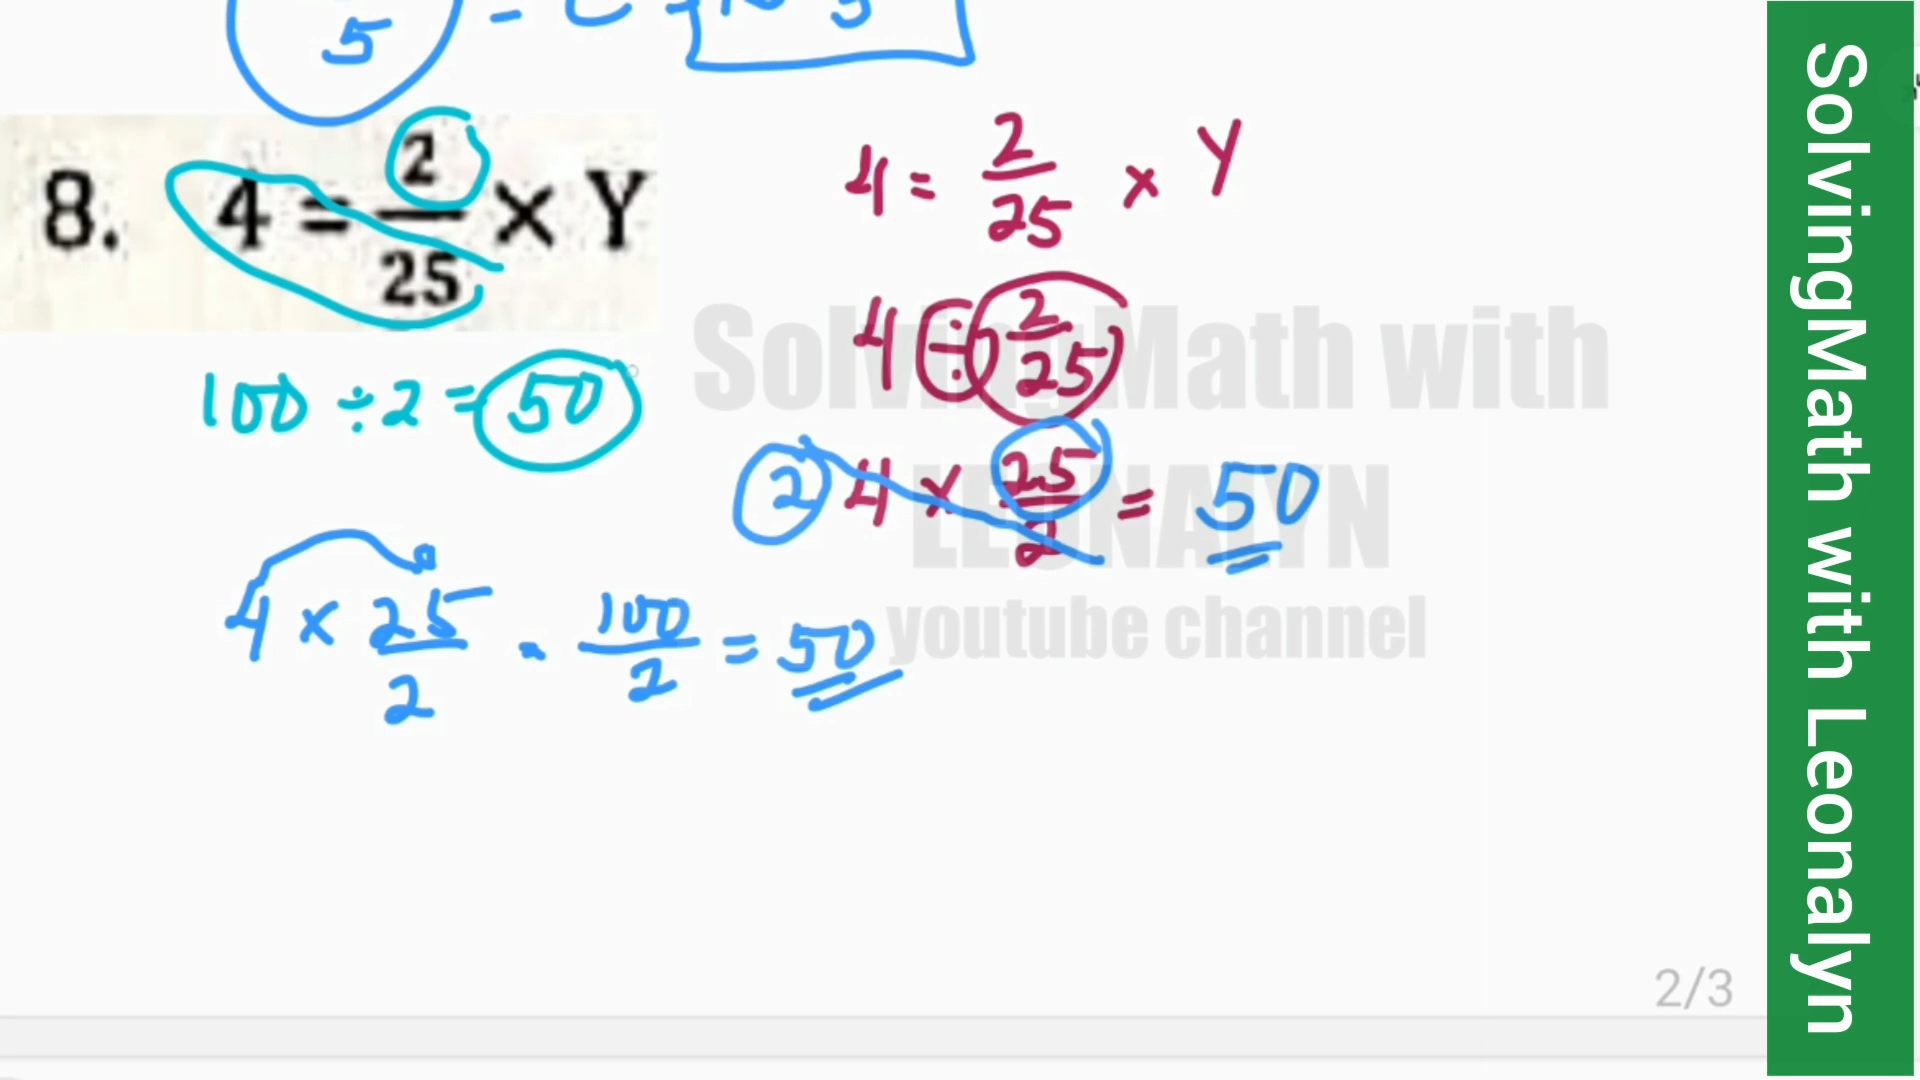 5
8. 4 = 2/25 × Y
100 ÷ 2 = 50
4 × 25/2 = 100/2 = 50
4 = 2/25 × Y
4 ÷ 2/25
2 4 × 25/2 = 50
SolvingMath with
LEONALYN
youtube channel
2/3
SolvingMath with Leonalyn